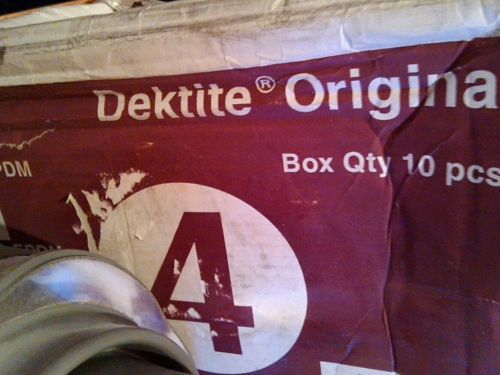 Dektite® Origina
Box Qty 10 pcs
PDM
4